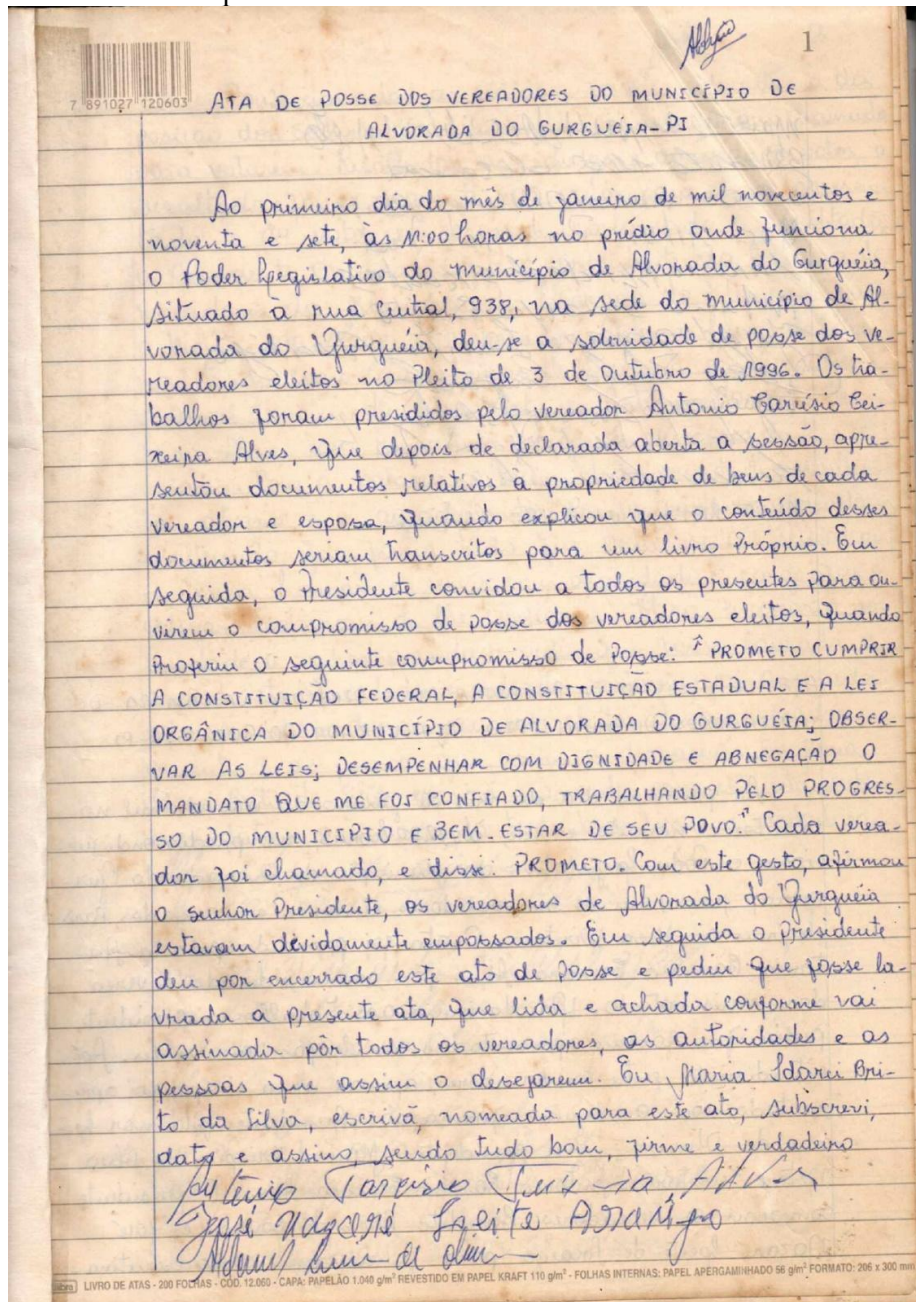 1
7 891027 120603
ATA DE POSSE DOS VEREADORES DO MUNICÍPIO DE
ALVORADA DO GURGUÉIA-PI
Ao primeiro dia do mês de janeiro de mil novecentos e
noventa e sete, às 11:00 horas no prédio onde funciona
o Poder Legislativo do município de Alvorada do Gurguéia,
situado à rua Central, 938, na sede do município de Al-
vorada do Gurguéia, deu-se a solenidade de posse dos ve-
readores eleitos no Pleito de 3 de Outubro de 1996. Os tra-
balhos foram presididos pelo vereador Antonio Tarcísio Tei-
xeira Alves, que depois de declarada aberta a sessão, apre-
sentou documentos relativos à propriedade de bens de cada
vereador e esposa, quando explicou que o conteúdo desses
documentos seriam transcritos para um livro Próprio. Em
seguida, o Presidente convidou a todos os presentes para ou-
virem o compromisso de posse dos vereadores eleitos, quando
proferiu o seguinte compromisso de Posse: "PROMETO CUMPRIR
A CONSTITUIÇÃO FEDERAL, A CONSTITUIÇÃO ESTADUAL E A LEI
ORGÂNICA DO MUNICÍPIO DE ALVORADA DO GURGUÉIA; OBSER-
VAR AS LEIS; DESEMPENHAR COM DIGNIDADE E ABNEGAÇÃO O
MANDATO QUE ME FOI CONFIADO, TRABALHANDO PELO PROGRES-
SO DO MUNICIPIO E BEM-ESTAR DE SEU POVO." Cada verea-
dor foi chamado, e disse: PROMETO. Com este gesto, afirmou
o senhor Presidente, os vereadores de Alvorada do Gurguéia
estavam devidamente empossados. Em seguida o Presidente
deu por encerrado este ato de Posse e pediu que fosse la-
vrada a presente ata, que lida e achada conforme vai
assinada por todos os vereadores, as autoridades e as
pessoas que assim o desejarem. Eu Maria Idarci Bri-
to da Silva, escrivã, nomeada para este ato, subscrevi,
dato e assino, sendo tudo bom, firme e verdadeiro
Antônio Tarcísio Teixeira Alves
José Nazaré Leite Araújo
LIVRO DE ATAS - 200 FOLHAS - CÓD. 12.060 - CAPA: PAPELÃO 1.040 g/m² REVESTIDO EM PAPEL KRAFT 110 g/m² - FOLHAS INTERNAS: PAPEL APERGAMINHADO 56 g/m² FORMATO: 206 x 300 mm